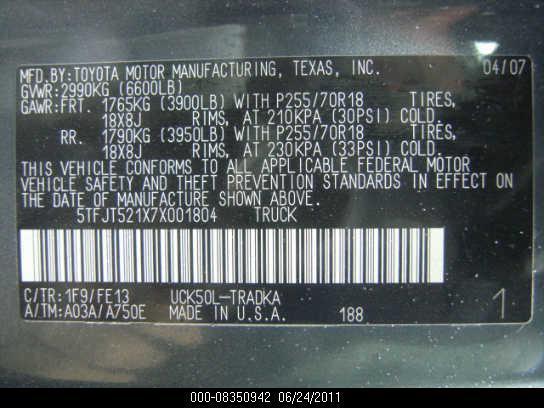 MFD.BY:TOYOTA MOTOR MANUFACTURING, TEXAS, INC. 04/07
GVWR:2990KG (6600LB)
GAWR:FRT. 1765KG (3900LB) WITH P255/70R18 TIRES,
18X8J RIMS, AT 210KPA (30PSI) COLD.
RR. 1790KG (3950LB) WITH P255/70R18 TIRES,
18X8J RIMS, AT 230KPA (33PSI) COLD.
THIS VEHICLE CONFORMS TO ALL APPLICABLE FEDERAL MOTOR
VEHICLE SAFETY AND THEFT PREVENTION STANDARDS IN EFFECT ON
THE DATE OF MANUFACTURE SHOWN ABOVE.
5TFJT521X7X001804 TRUCK
C/TR:1F9/FE13 UCK50L-TRADKA
A/TM:A03A/A750E MADE IN U.S.A. 188 1
000-08350942 06/24/2011